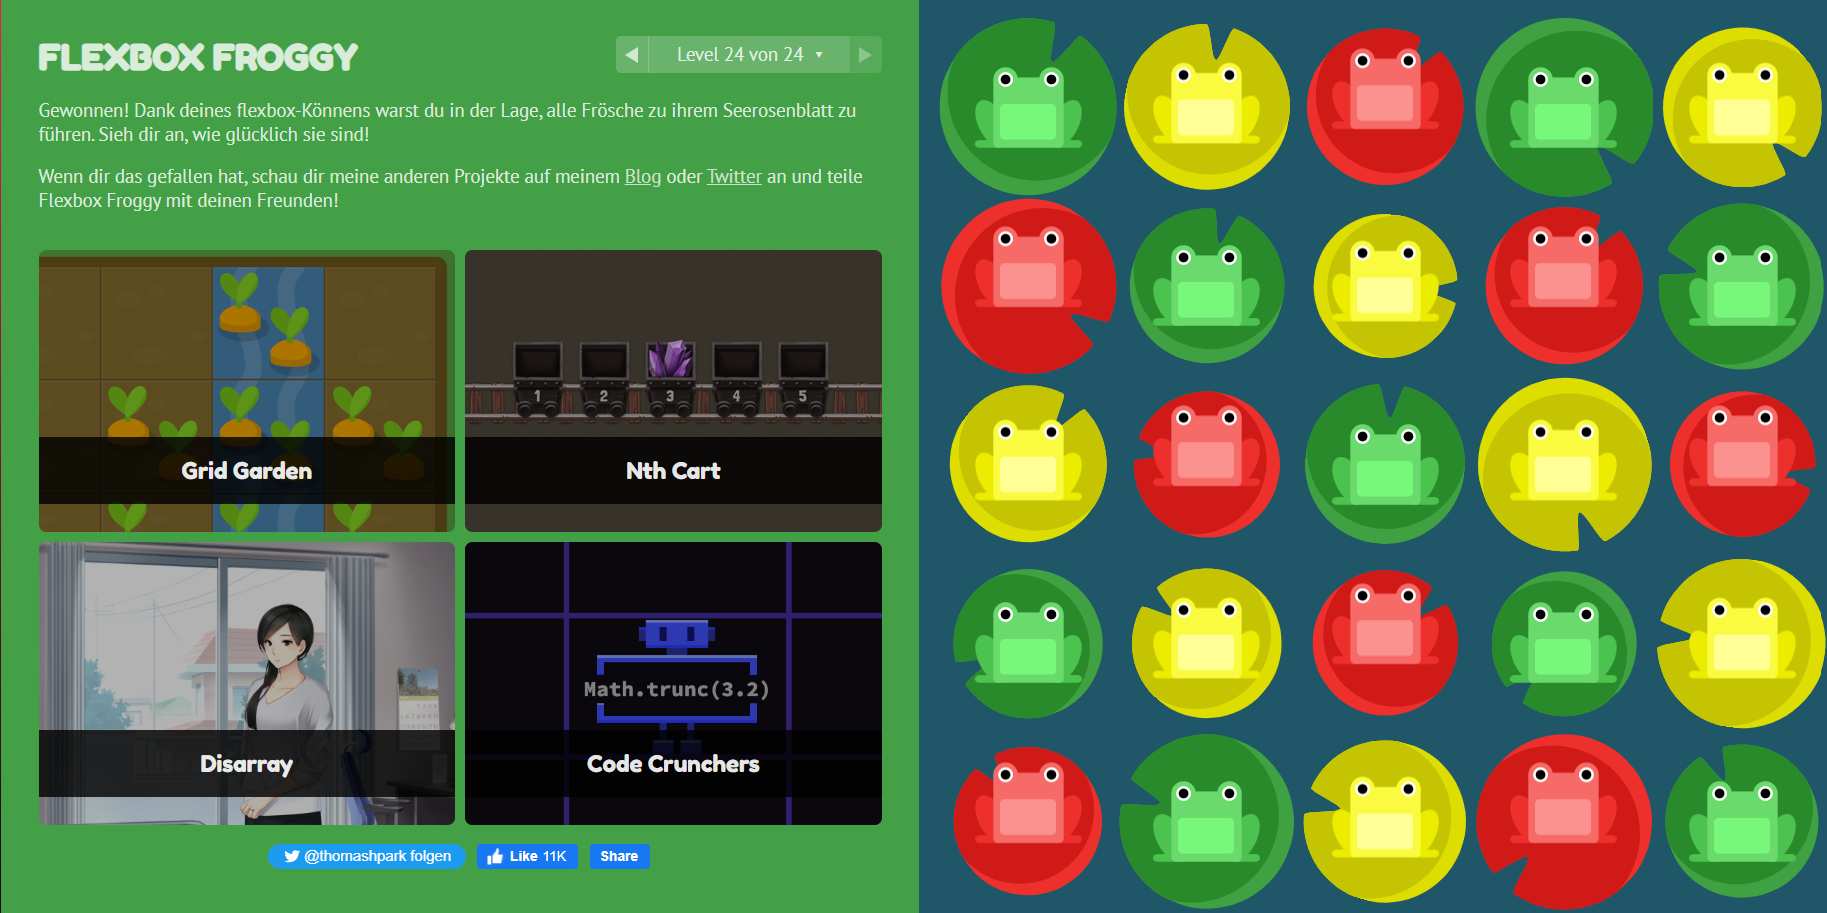 FLEXBOX FROGGY
Level 24 von 24
Gewonnen! Dank deines flexbox-Könnens warst du in der Lage, alle Frösche zu ihrem Seerosenblatt zu
führen. Sieh dir an, wie glücklich sie sind!
Wenn dir das gefallen hat, schau dir meine anderen Projekte auf meinem Blog oder Twitter an und teile
Flexbox Froggy mit deinen Freunden!
1 2 3 4 5
Grid Garden
Nth Cart
Math.trunc(3.2)
Disarray
Code Crunchers
@thomashpark folgen
Like 11K
Share